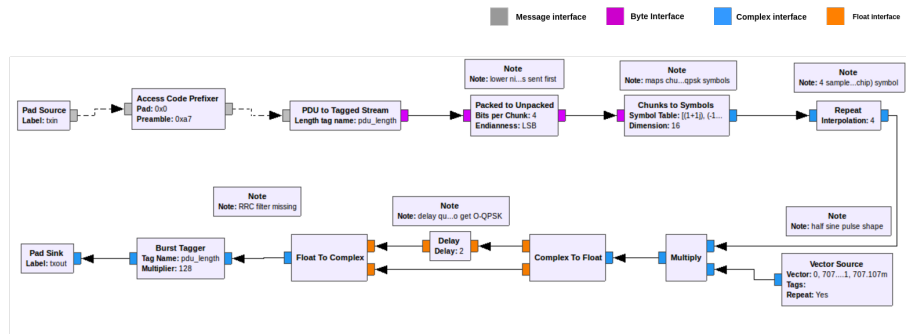 Message interface
Byte Interface
Complex interface
Float Interface
Note
Note: lower ni...s sent first
Note
Note: maps chu...qpsk symbols
Note
Note: 4 sample...chip) symbol
Pad Source
Label: txin
Access Code Prefixer
Pad: 0x0
Preamble: 0xa7
PDU to Tagged Stream
Length tag name: pdu_length
Packed to Unpacked
Bits per Chunk: 4
Endianness: LSB
Chunks to Symbols
Symbol Table: [(1+1j), (-1...
Dimension: 16
Repeat
Interpolation: 4
Note
Note: RRC filter missing
Note
Note: delay qu...o get O-QPSK
Note
Note: half sine pulse shape
Pad Sink
Label: txout
Burst Tagger
Tag Name: pdu_length
Multiplier: 128
Float To Complex
Delay
Delay: 2
Complex To Float
Multiply
Vector Source
Vector: 0, 707....1, 707.107m
Tags:
Repeat: Yes